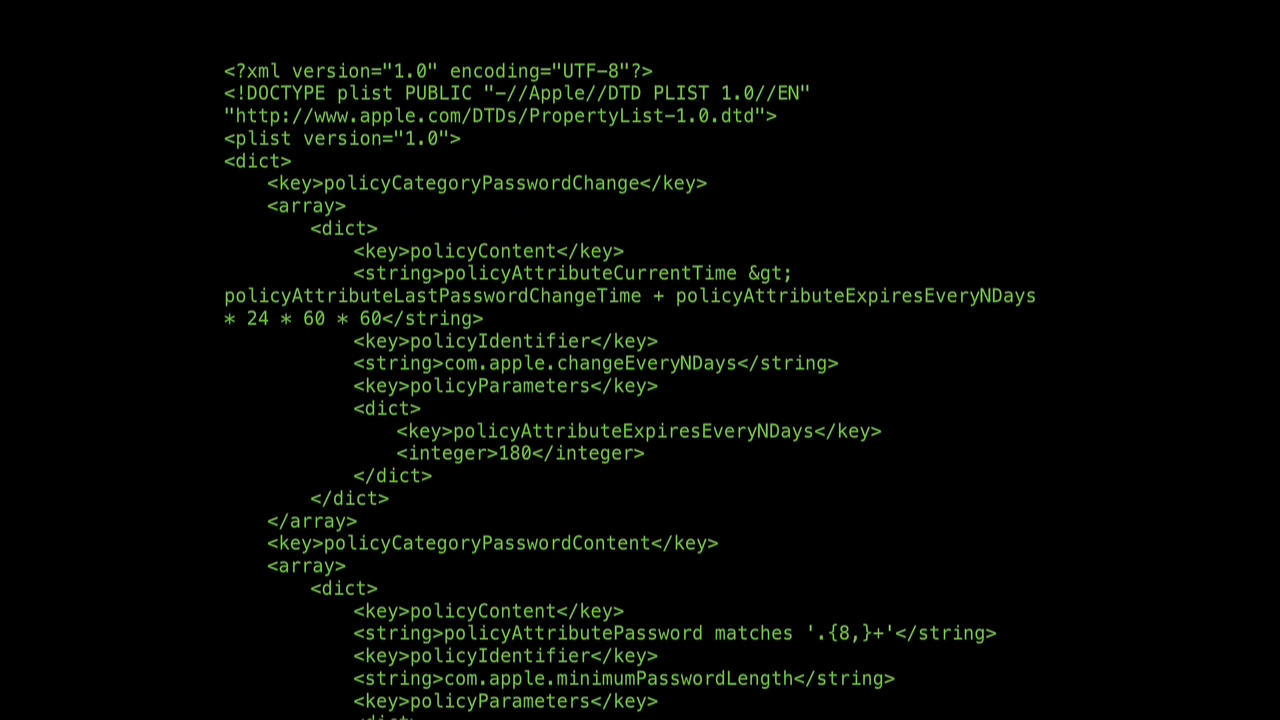 <?xml version="1.0" encoding="UTF-8"?>
<!DOCTYPE plist PUBLIC "-//Apple//DTD PLIST 1.0//EN"
"http://www.apple.com/DTDs/PropertyList-1.0.dtd">
<plist version="1.0">
<dict>
    <key>policyCategoryPasswordChange</key>
    <array>
        <dict>
            <key>policyContent</key>
            <string>policyAttributeCurrentTime &gt;
policyAttributeLastPasswordChangeTime + policyAttributeExpiresEveryNDays
* 24 * 60 * 60</string>
            <key>policyIdentifier</key>
            <string>com.apple.changeEveryNDays</string>
            <key>policyParameters</key>
            <dict>
                <key>policyAttributeExpiresEveryNDays</key>
                <integer>180</integer>
            </dict>
        </dict>
    </array>
    <key>policyCategoryPasswordContent</key>
    <array>
        <dict>
            <key>policyContent</key>
            <string>policyAttributePassword matches '.{8,}+'</string>
            <key>policyIdentifier</key>
            <string>com.apple.minimumPasswordLength</string>
            <key>policyParameters</key>